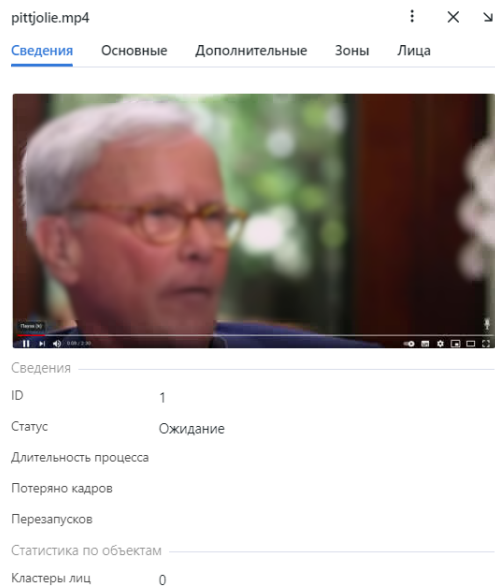 pittjolie.mp4
Сведения Основные Дополнительные Зоны Лица
Сведения
ID 1
Статус Ожидание
Длительность процесса
Потеряно кадров
Перезапусков
Статистика по объектам
Кластеры лиц 0